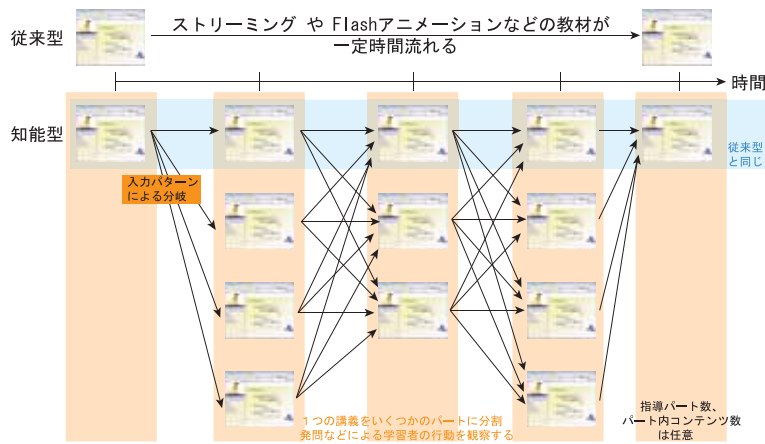 従来型
ストリーミング や Flashアニメーションなどの教材が
一定時間流れる
時間
知能型
従来型
と同じ
入力パターン
による分岐
1つの講義をいくつかのパートに分割
発問などによる学習者の行動を観察する
指導パート数、
パート内コンテンツ数
は任意